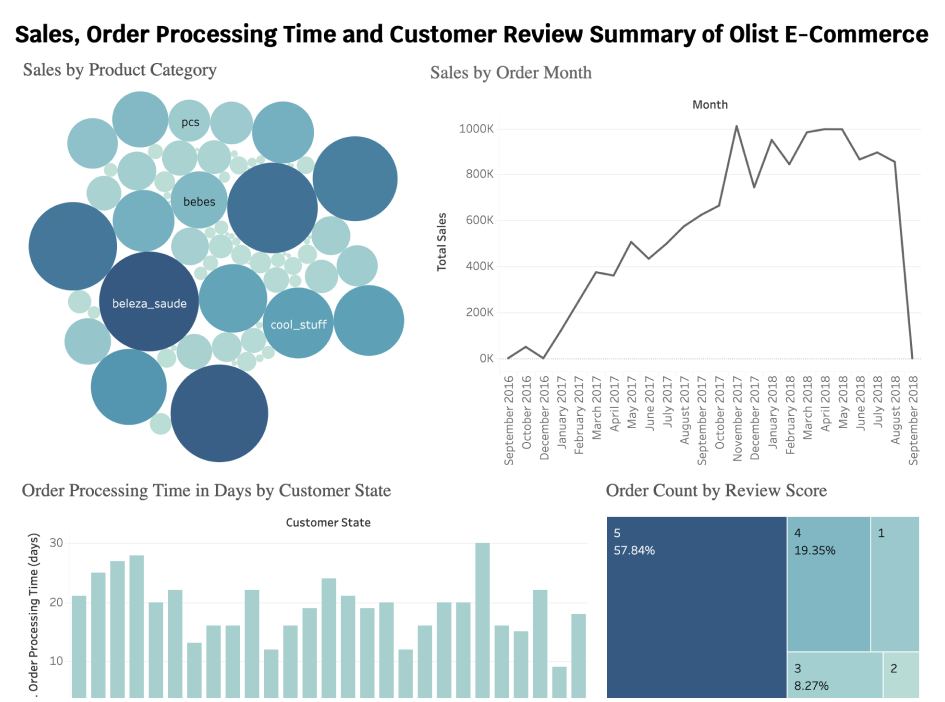 Sales, Order Processing Time and Customer Review Summary of Olist E-Commerce
Sales by Product Category
pcs
bebes
beleza_saude
cool_stuff
Sales by Order Month
Month
Total Sales
1000K
800K
600K
400K
200K
0K
September 2016
October 2016
December 2016
January 2017
February 2017
March 2017
April 2017
May 2017
June 2017
July 2017
August 2017
September 2017
October 2017
November 2017
December 2017
January 2018
February 2018
March 2018
April 2018
May 2018
June 2018
July 2018
August 2018
September 2018
Order Processing Time in Days by Customer State
Customer State
. Order Processing Time (days)
30
20
10
Order Count by Review Score
5
57.84%
4
19.35%
1
3
8.27%
2